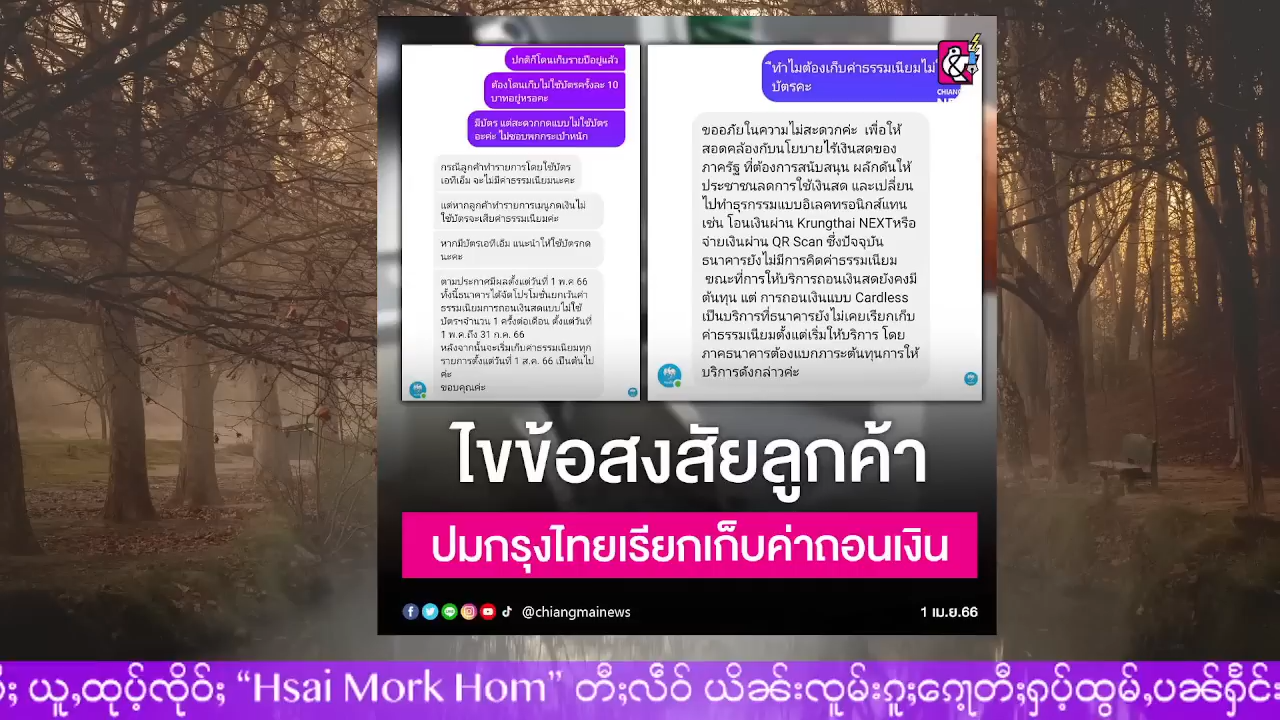 ปกติก็โดนเก็บรายปีอยู่แล้ว
ต้องโดนเก็บไม่ใช้บัตรครั้งละ 10
บาทอยู่หรอคะ
มีบัตร แต่สะดวกกดแบบไม่ใช้บัตร
อะค่ะ ไม่ชอบพกกระเป๋าหนัก
กรณีลูกค้าทำรายการโดยใช้บัตร
เอทีเอ็ม จะไม่มีค่าธรรมเนียมนะคะ
แต่หากลูกค้าทำรายการเมนูกดเงินไม่
ใช้บัตรจะเสียค่าธรรมเนียมค่ะ
หากมีบัตรเอทีเอ็ม แนะนำให้ใช้บัตรกด
นะคะ
ตามประกาศมีผลตั้งแต่วันที่ 1 พ.ค 66
ทั้งนี้ธนาคารได้จัดโปรโมชั่นยกเว้นค่า
ธรรมเนียมการถอนเงินสดแบบไม่ใช้
บัตรฯจำนวน 1 ครั้งต่อเดือน ตั้งแต่วันที่
1 พ.ค.ถึง 31 ก.ค. 66
หลังจากนั้นจะเริ่มเก็บค่าธรรมเนียมทุก
รายการตั้งแต่วันที่ 1 ส.ค. 66 เป็นต้นไป
ค่ะ
ขอบคุณค่ะ
ทำไมต้องเก็บค่าธรรมเนียมไม่
บัตรคะ
ขออภัยในความไม่สะดวกค่ะ เพื่อให้
สอดคล้องกับนโยบายไร้เงินสดของ
ภาครัฐ ที่ต้องการสนับสนุน ผลักดันให้
ประชาชนลดการใช้เงินสด และเปลี่ยน
ไปทำธุรกรรมแบบอิเลคทรอนิกส์แทน
เช่น โอนเงินผ่าน Krungthai NEXTหรือ
จ่ายเงินผ่าน QR Scan ซึ่งปัจจุบัน
ธนาคารยังไม่มีการคิดค่าธรรมเนียม
ขณะที่การให้บริการถอนเงินสดยังคงมี
ต้นทุน แต่ การถอนเงินแบบ Cardless
เป็นบริการที่ธนาคารยังไม่เคยเรียกเก็บ
ค่าธรรมเนียมตั้งแต่เริ่มให้บริการ โดย
ภาคธนาคารต้องแบกภาระต้นทุนการให้
บริการดังกล่าวค่ะ
ไขข้อสงสัยลูกค้า
ปมกรุงไทยเรียกเก็บค่าถอนเงิน
@chiangmainews
1 เม.ย.66
ယူႇထုပ့်ၸိုဝ်ႈ “Hsai Mork Hom” တီႈလဵဝ် ယိၼ်းၸူမ်းႁူႈၵေႃႉတီႈႁပ့်ထွမ်ႇပၼ်ၶႅင်း